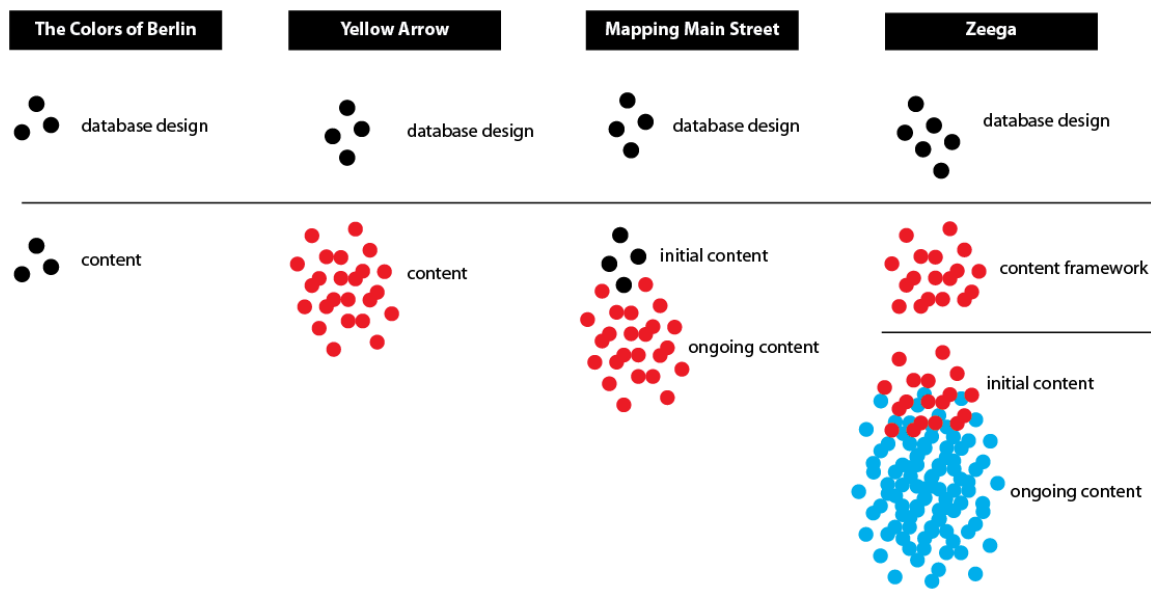 The Colors of Berlin
Yellow Arrow
Mapping Main Street
Zeega
database design
database design
database design
database design
content
content
initial content
ongoing content
content framework
initial content
ongoing content